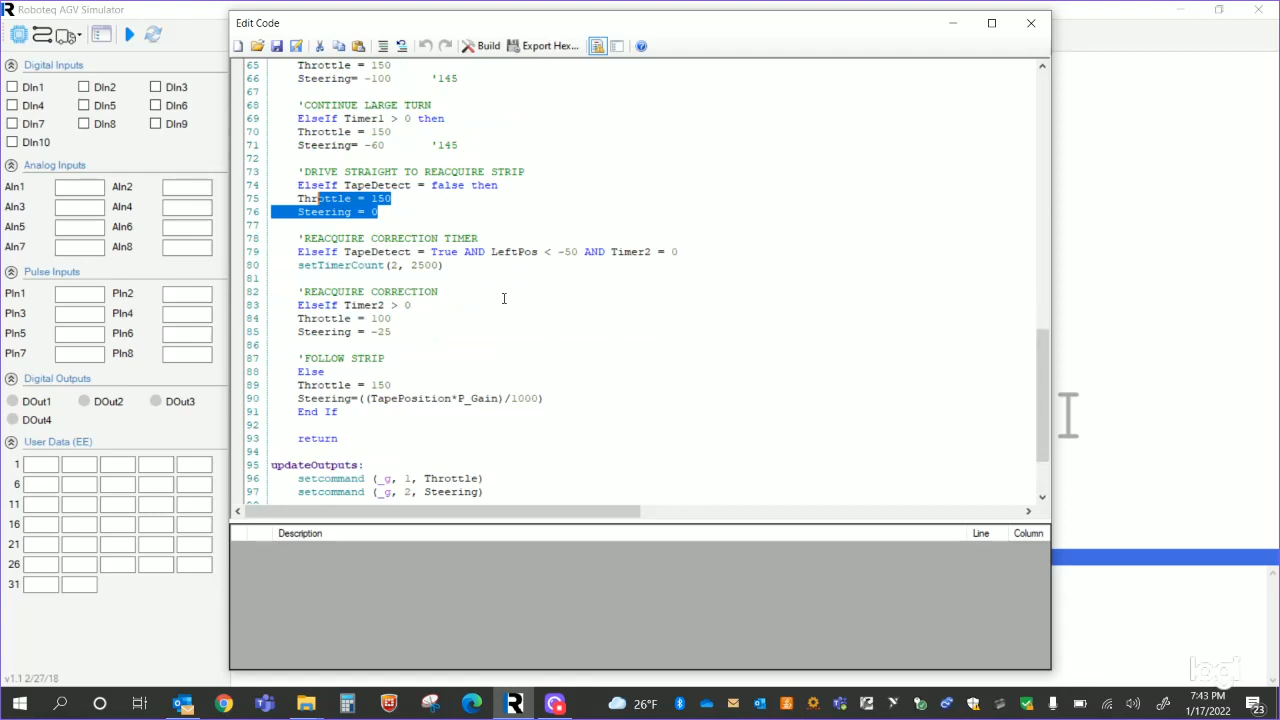 Roboteq AGV Simulator
Edit Code
Build
Export Hex...
Digital Inputs
DIn1 DIn2 DIn3
DIn4 DIn5 DIn6
DIn7 DIn8 DIn9
DIn10
Analog Inputs
AIn1 AIn2
AIn3 AIn4
AIn5 AIn6
AIn7 AIn8
Pulse Inputs
PIn1 PIn2
PIn3 PIn4
PIn5 PIn6
PIn7 PIn8
Digital Outputs
DOut1 DOut2 DOut3
DOut4
User Data (EE)
1
6
11
16
21
26
31
v1.1 2/27/18
65 Throttle = 150
66 Steering= -100 '145
67
68 'CONTINUE LARGE TURN
69 ElseIf Timer1 > 0 then
70 Throttle = 150
71 Steering= -60 '145
72
73 'DRIVE STRAIGHT TO REACQUIRE STRIP
74 ElseIf TapeDetect = false then
75 Throttle = 150
76 Steering = 0
77
78 'REACQUIRE CORRECTION TIMER
79 ElseIf TapeDetect = True AND LeftPos < -50 AND Timer2 = 0
80 setTimerCount(2, 2500)
81
82 'REACQUIRE CORRECTION
83 ElseIf Timer2 > 0
84 Throttle = 100
85 Steering = -25
86
87 'FOLLOW STRIP
88 Else
89 Throttle = 150
90 Steering=((TapePosition*P_Gain)/1000)
91 End If
92
93 return
94
95 updateOutputs:
96 setcommand (_g, 1, Throttle)
97 setcommand (_g, 2, Steering)
Description Line Column
logi
26°F
7:43 PM
1/17/2022
23